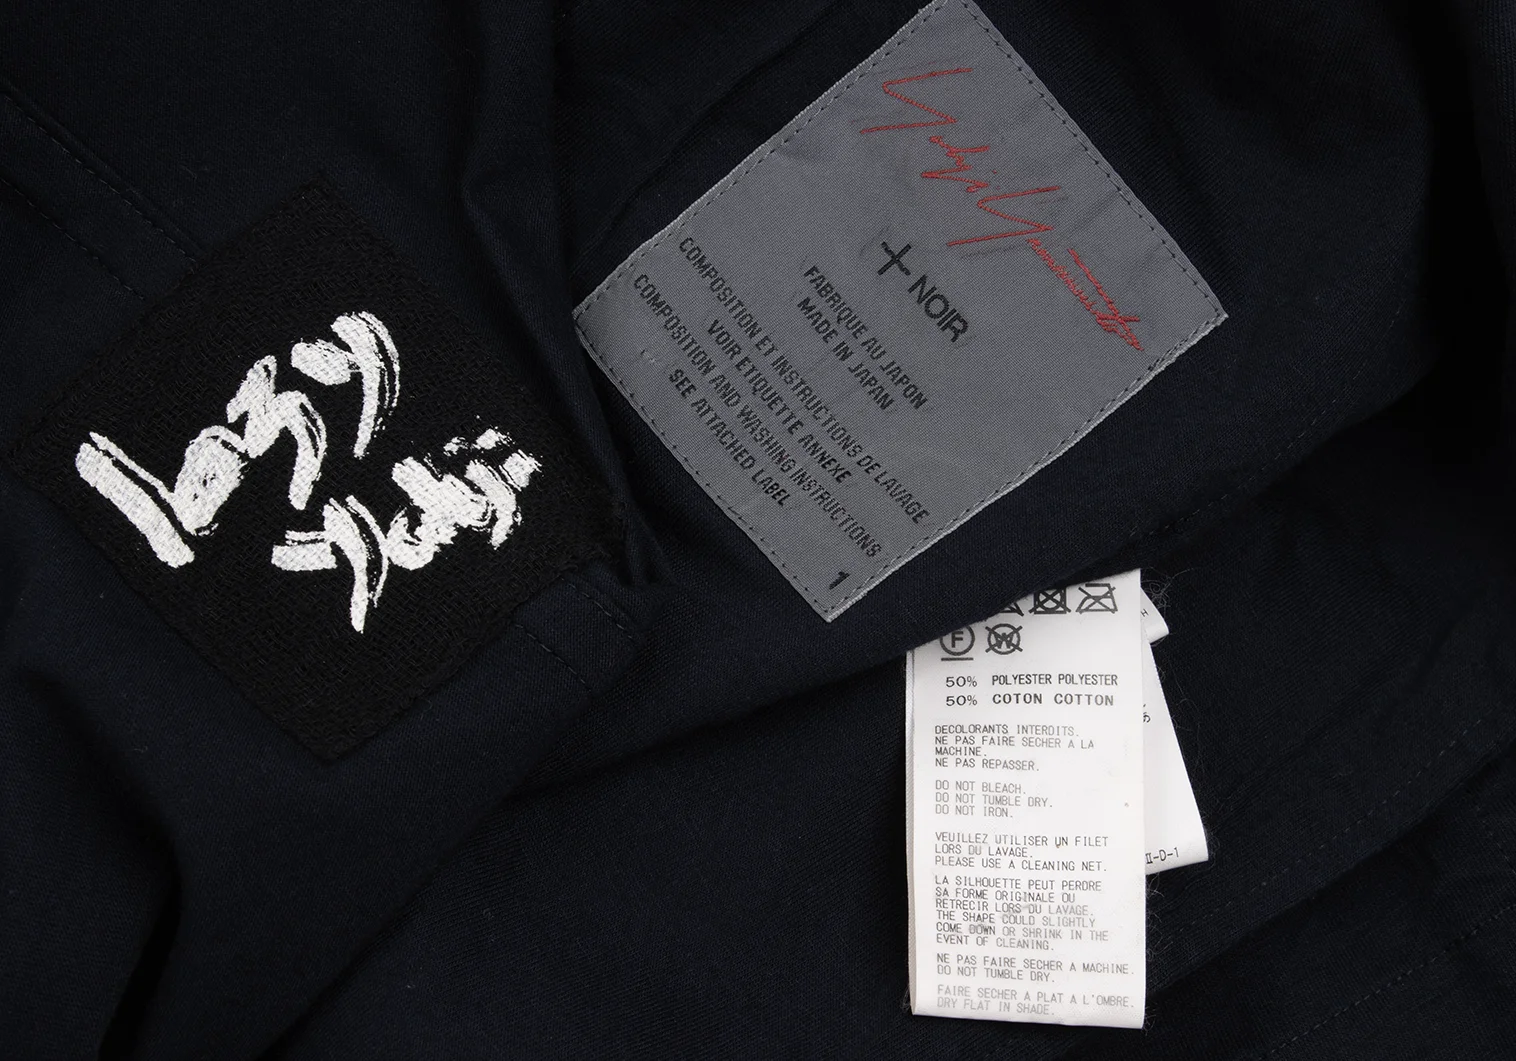 Lazy
Yohji
Yohji Yamamoto
+ NOIR
FABRIQUE AU JAPON
MADE IN JAPAN
COMPOSITION ET INSTRUCTIONS DE LAVAGE
VOIR ETIQUETTE ANNEXE
COMPOSITION AND WASHING INSTRUCTIONS
SEE ATTACHED LABEL
1
F
W
50% POLYESTER POLYESTER
50% COTON COTTON
DECOLORANTS INTERDITS.
NE PAS FAIRE SECHER A LA
MACHINE.
NE PAS REPASSER.
DO NOT BLEACH.
DO NOT TUMBLE DRY.
DO NOT IRON.
VEUILLEZ UTILISER UN FILET
LORS DU LAVAGE.
PLEASE USE A CLEANING NET.
LA SILHOUETTE PEUT PERDRE
SA FORME ORIGINALE OU
RETRECIR LORS DU LAVAGE.
THE SHAPE COULD SLIGHTLY
COME DOWN OR SHRINK IN THE
EVENT OF CLEANING.
NE PAS FAIRE SECHER A MACHINE.
DO NOT TUMBLE DRY.
FAIRE SECHER A PLAT A L'OMBRE.
DRY FLAT IN SHADE.
-D-1